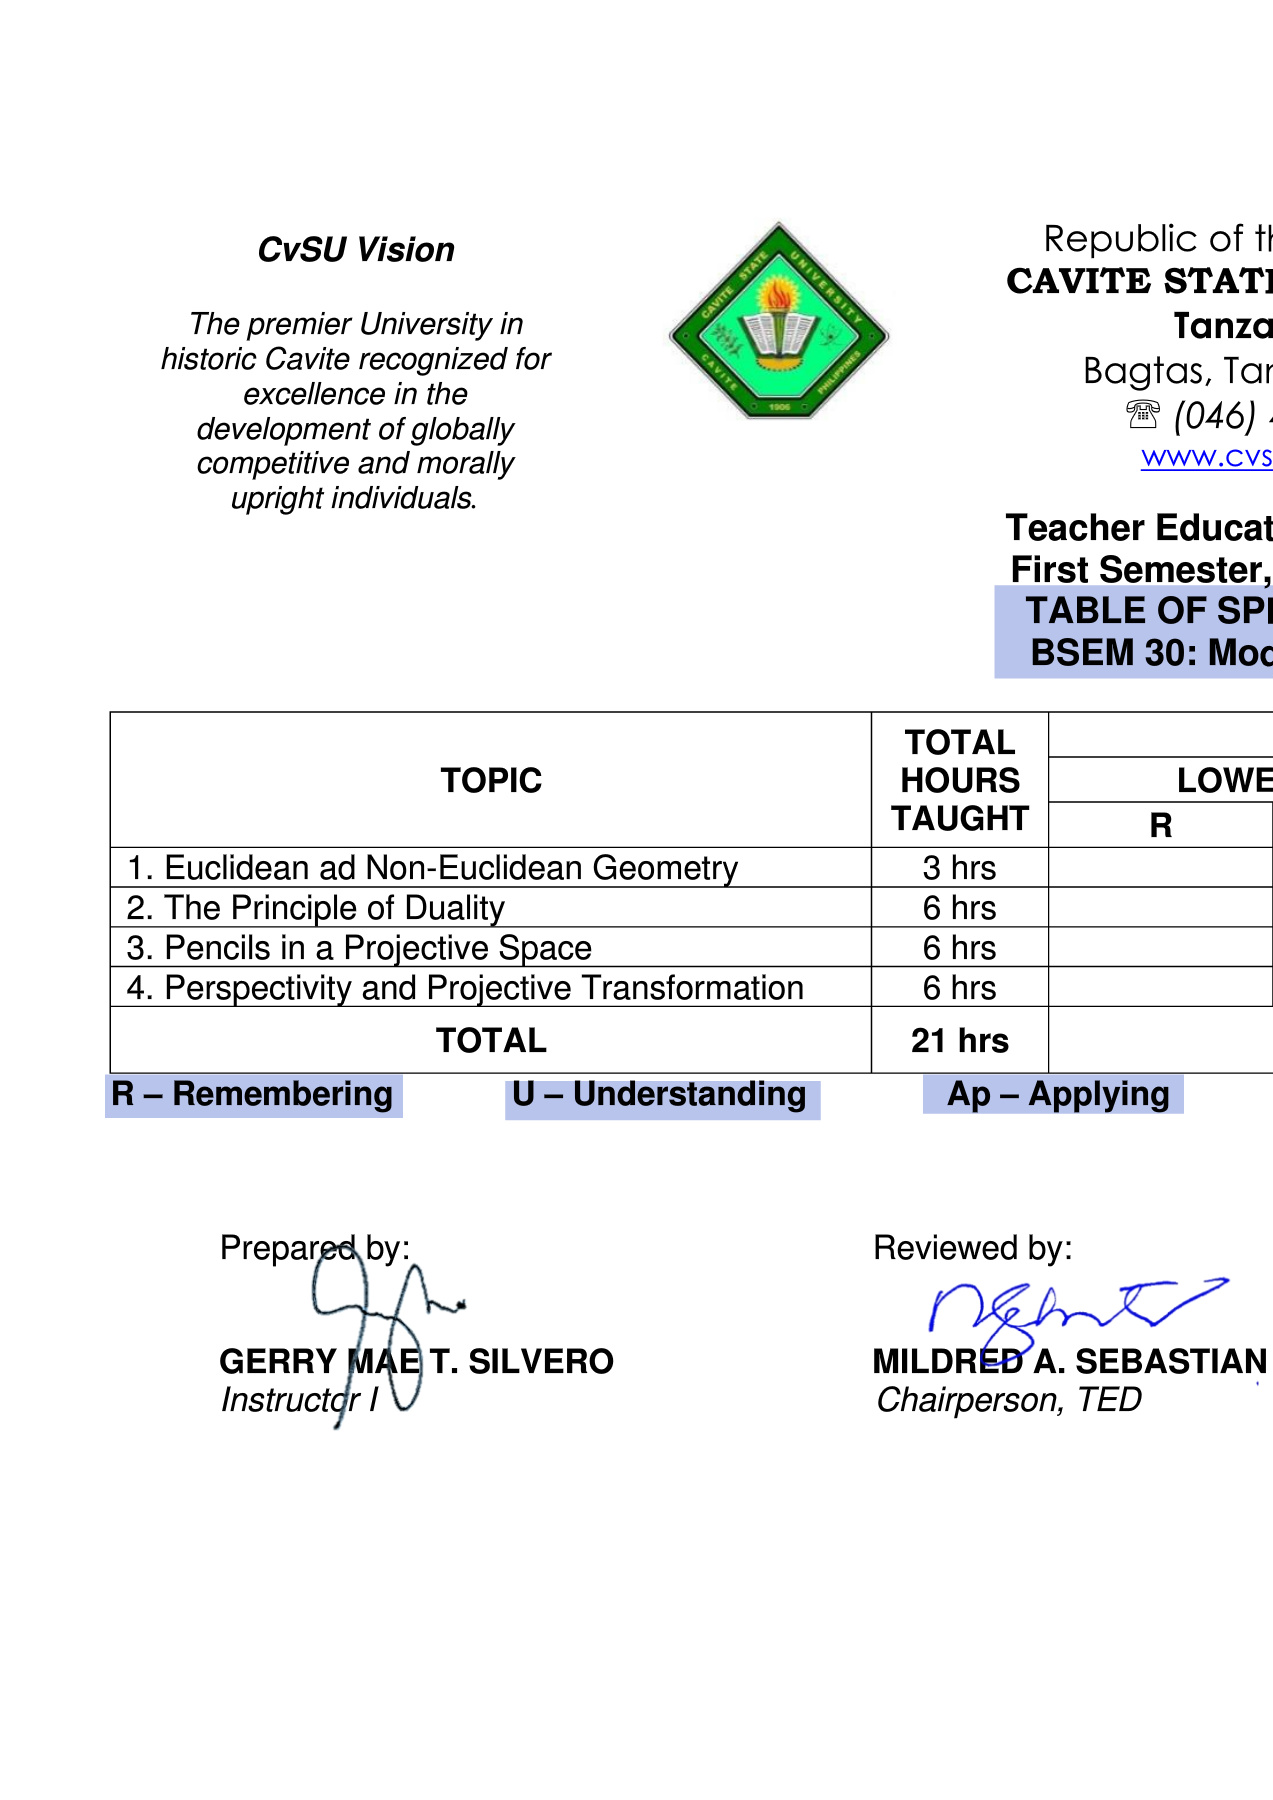 CvSU Vision
The premier University in
historic Cavite recognized for
excellence in the
development of globally
competitive and morally
upright individuals.
CAVITE STATE UNIVERSITY
CAVITE
PHILIPPINES
1906
Republic of th
CAVITE STATE
Tanza
Bagtas, Tan
☏ (046) 4
www.cvs
Teacher Educat
First Semester,
TABLE OF SPE
BSEM 30: Mod
TOPIC
TOTAL
HOURS
TAUGHT
LOWE
R
1. Euclidean ad Non-Euclidean Geometry 3 hrs
2. The Principle of Duality 6 hrs
3. Pencils in a Projective Space 6 hrs
4. Perspectivity and Projective Transformation 6 hrs
TOTAL 21 hrs
R – Remembering U – Understanding Ap – Applying
Prepared by: Reviewed by:
GERRY MAE T. SILVERO MILDRED A. SEBASTIAN
Instructor I Chairperson, TED